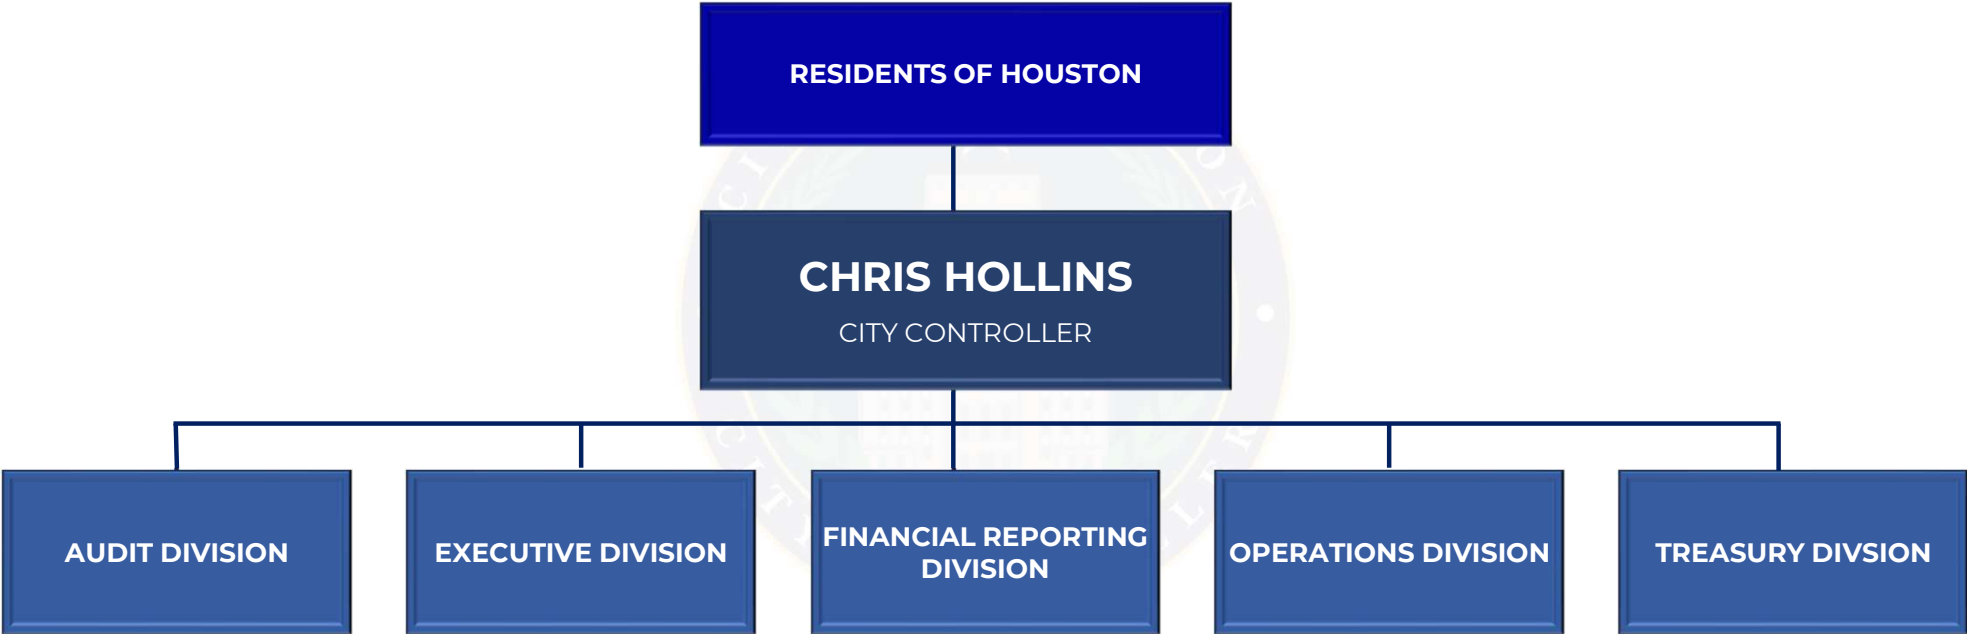 RESIDENTS OF HOUSTON
CHRIS HOLLINS
CITY CONTROLLER
AUDIT DIVISION
EXECUTIVE DIVISION
FINANCIAL REPORTING
DIVISION
OPERATIONS DIVISION
TREASURY DIVSION